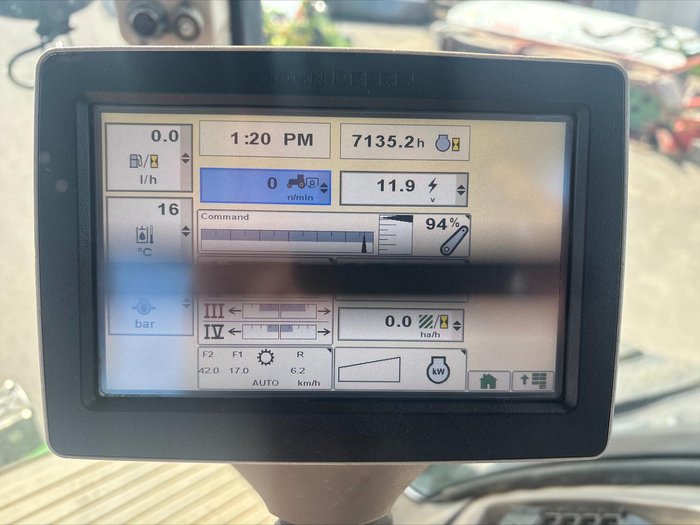 JOHN DEERE
0.0
l/h
1:20 PM
7135.2 h
0
n/min
11.9
v
16
°C
Command
94 %
bar
III
IV
0.0
ha/h
F2 F1 R
42.0 17.0 6.2
AUTO km/h
kW